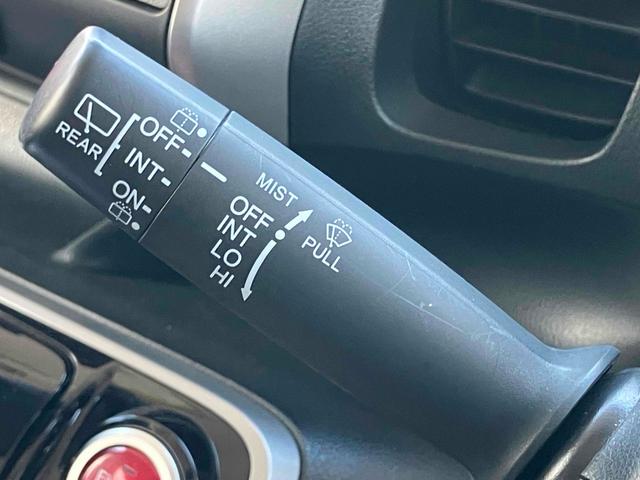 REAR
OFF-
INT-
ON-
MIST
OFF
INT
LO
HI
PULL